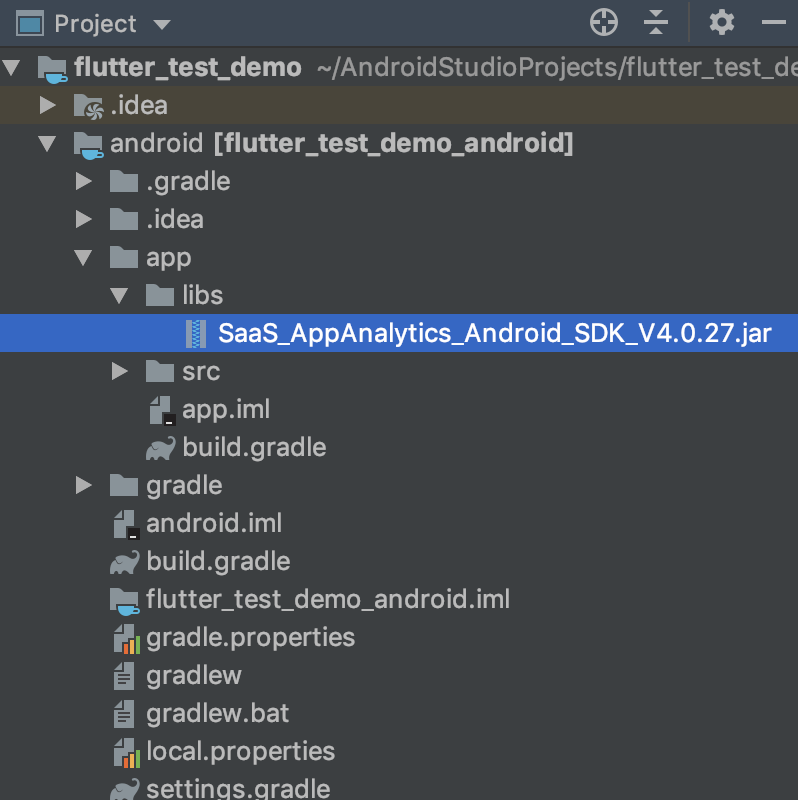 Project
flutter_test_demo ~/AndroidStudioProjects/flutter_test_de
.idea
android [flutter_test_demo_android]
.gradle
.idea
app
libs
SaaS_AppAnalytics_Android_SDK_V4.0.27.jar
src
app.iml
build.gradle
gradle
android.iml
build.gradle
flutter_test_demo_android.iml
gradle.properties
gradlew
gradlew.bat
local.properties
settings.gradle